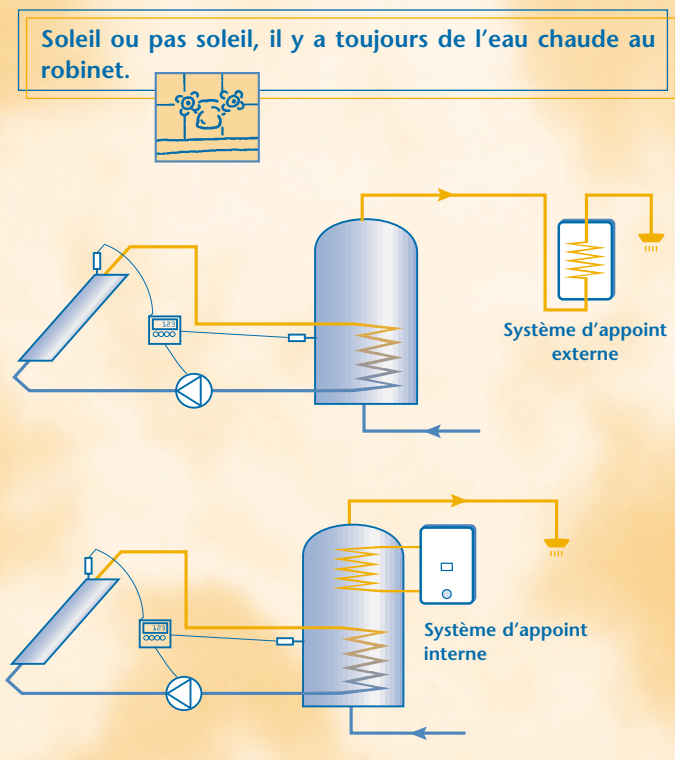 Soleil ou pas soleil, il y a toujours de l’eau chaude au
robinet.
Système d’appoint
externe
Système d’appoint
interne